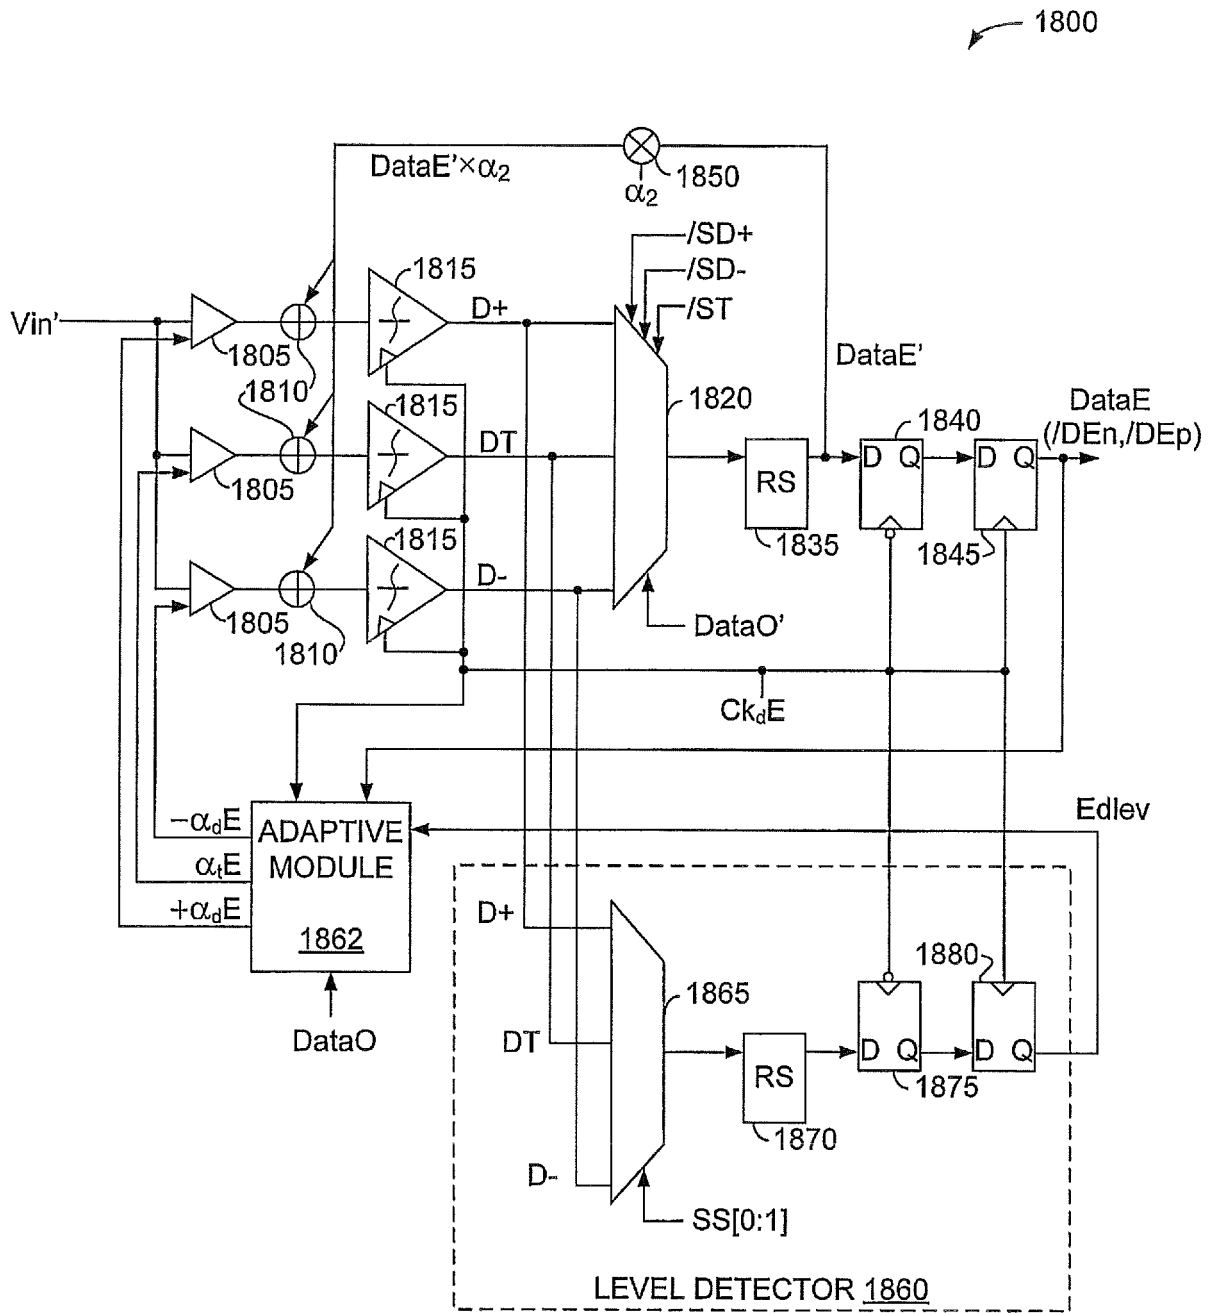 1800
DataE'×α2
1850
α2
/SD+
/SD-
/ST
1815
D+
Vin'
1805
1810
DataE'
1815
1820
DataE
(/DEn,/DEp)
DT
1840
D Q
D Q
RS
1805
1835
1845
1815
D-
1805
1810
DataO'
CkdE
Edlev
−αdE
αtE
+αdE
ADAPTIVE
MODULE
1862
DataO
D+
1865
1880
DT
RS
D Q
D Q
1875
1870
D-
SS[0:1]
LEVEL DETECTOR 1860